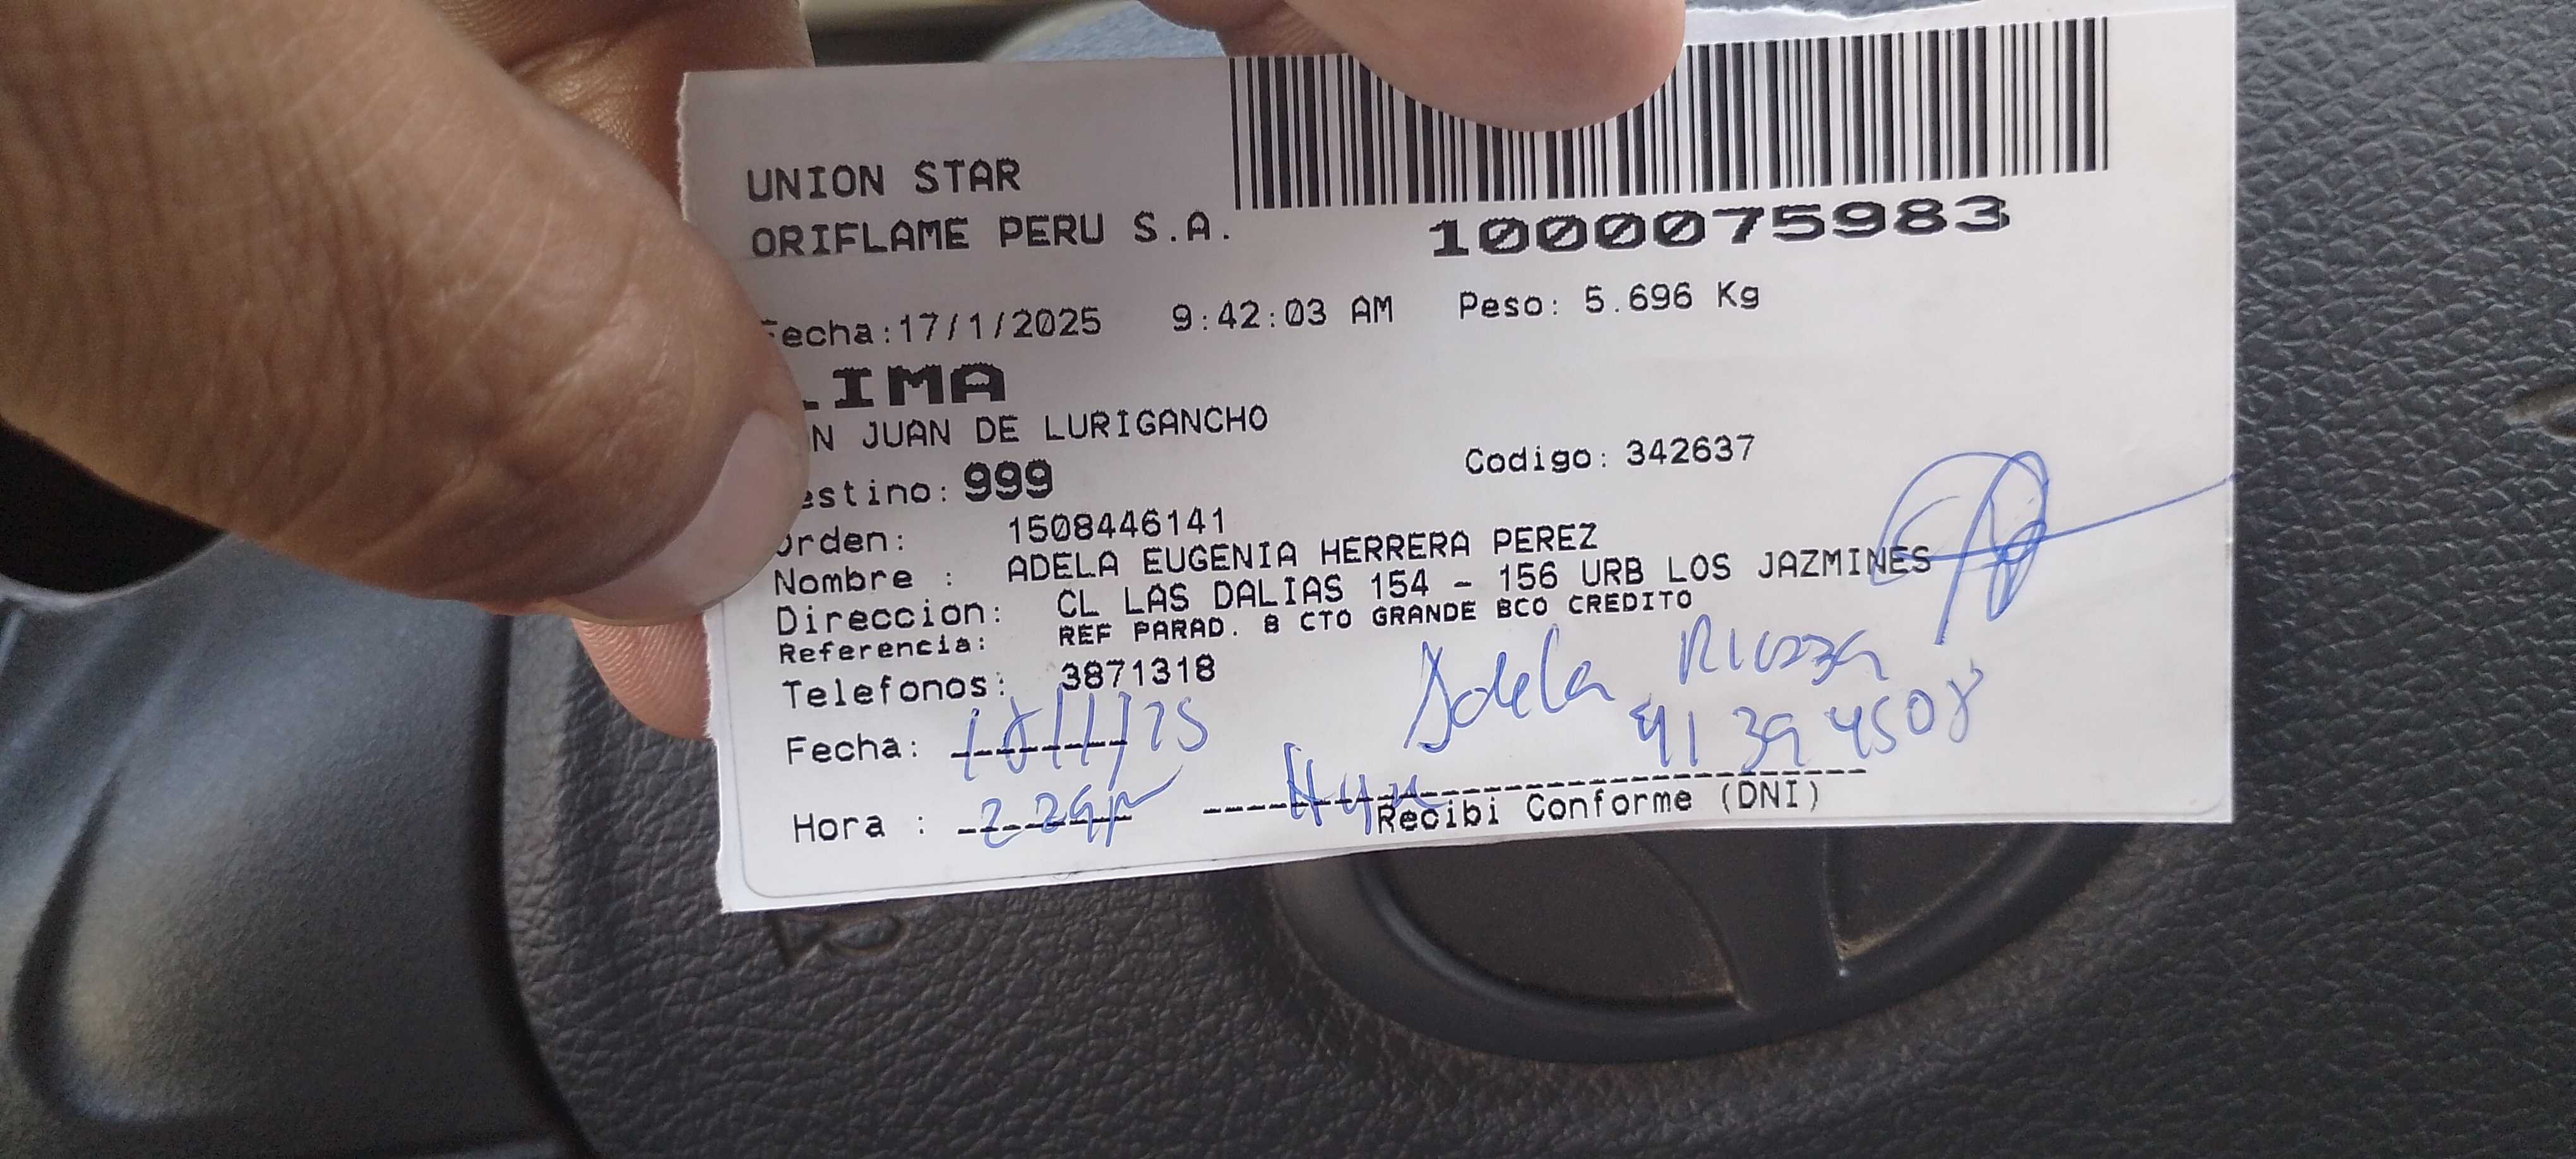 UNION STAR
ORIFLAME PERU S.A.
1000075983
Fecha:17/1/2025 9:42:03 AM Peso: 5.696 Kg
LIMA
N JUAN DE LURIGANCHO
estino: 999 Codigo: 342637
Orden: 1508446141
Nombre : ADELA EUGENIA HERRERA PEREZ
Direccion: CL LAS DALIAS 154 - 156 URB LOS JAZMINES
Referencia: REF PARAD. 8 CTO GRANDE BCO CREDITO
Telefonos: 3871318
Adela
Fecha:
Hora :
Recibi Conforme (DNI)